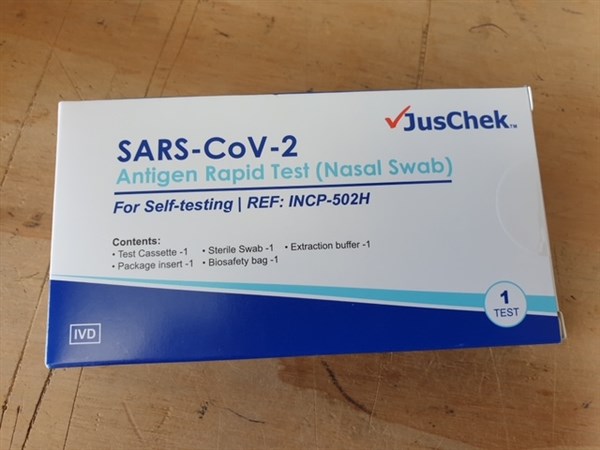 JusChek™
SARS-CoV-2
Antigen Rapid Test (Nasal Swab)
For Self-testing | REF: INCP-502H
Contents:
• Test Cassette -1 • Sterile Swab -1 • Extraction buffer -1
• Package insert -1 • Biosafety bag -1
1
TEST
IVD